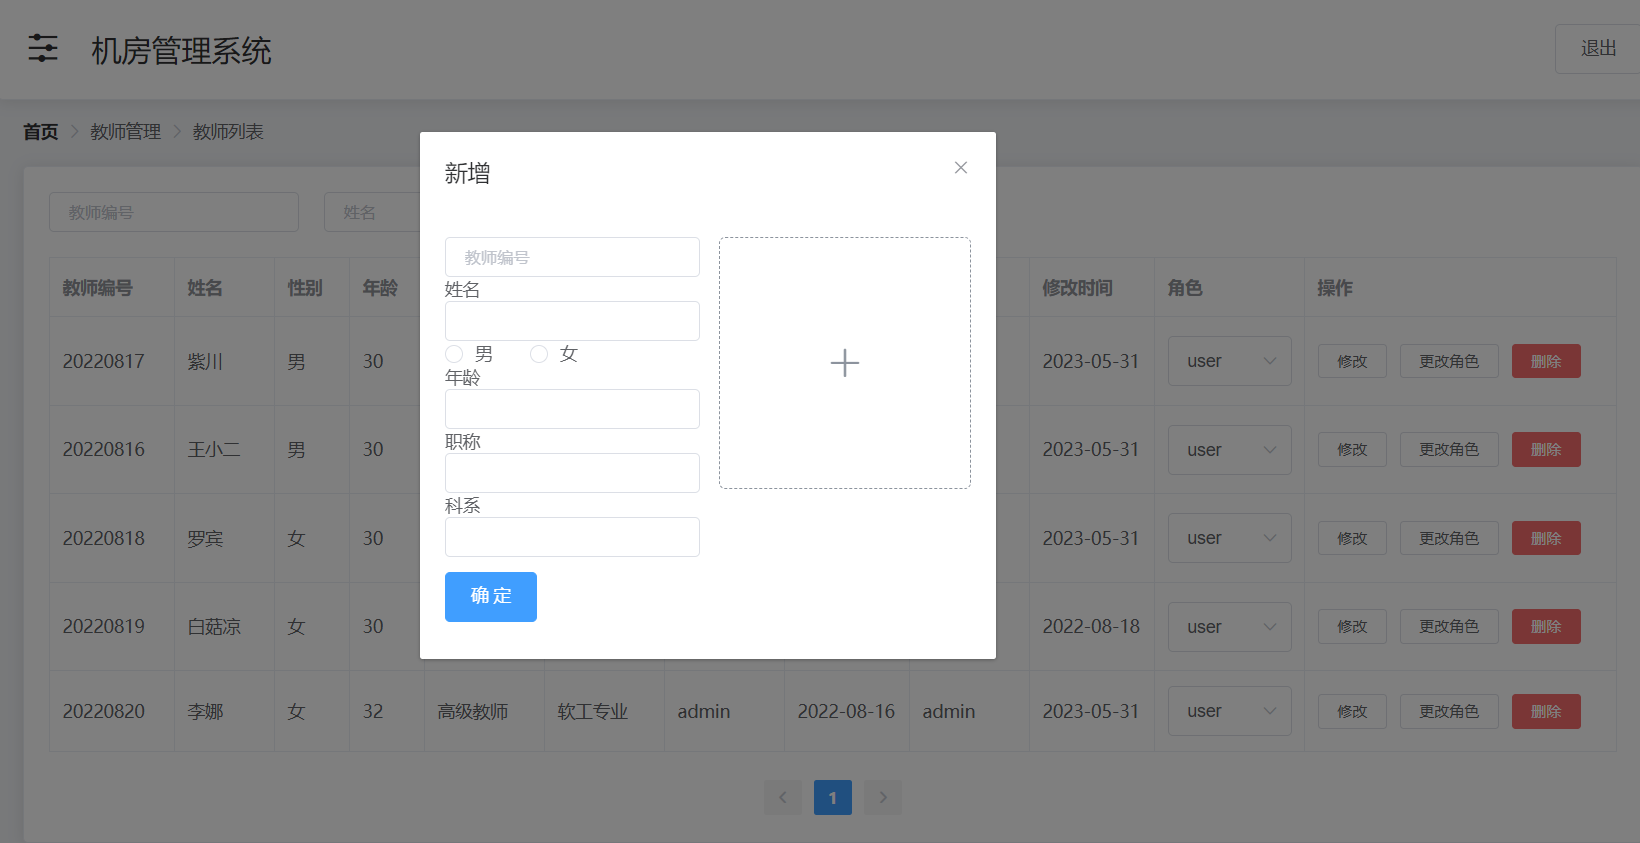 机房管理系统
退出
首页 教师管理 教师列表
教师编号 姓名
教师编号 姓名 性别 年龄 修改时间 角色 操作
20220817 紫川 男 30 2023-05-31 user 修改 更改角色 删除
20220816 王小二 男 30 2023-05-31 user 修改 更改角色 删除
20220818 罗宾 女 30 2023-05-31 user 修改 更改角色 删除
20220819 白菇凉 女 30 2022-08-18 user 修改 更改角色 删除
20220820 李娜 女 32 高级教师 软工专业 admin 2022-08-16 admin 2023-05-31 user 修改 更改角色 删除
1
新增
教师编号
姓名
男 女
年龄
职称
科系
确定